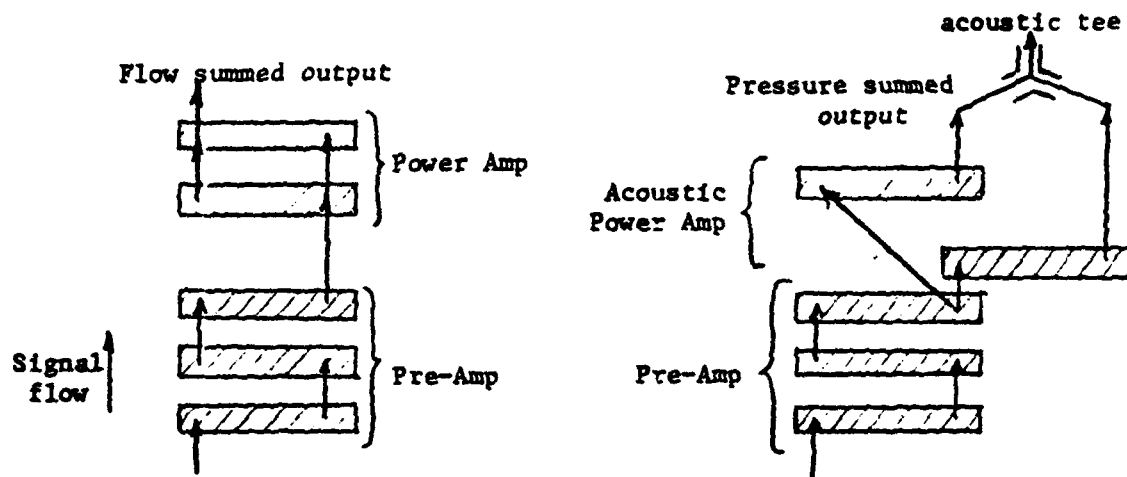 Flow summed output
Power Amp
Signal
flow
Pre-Amp
acoustic tee
Pressure summed
output
Acoustic
Power Amp
Pre-Amp